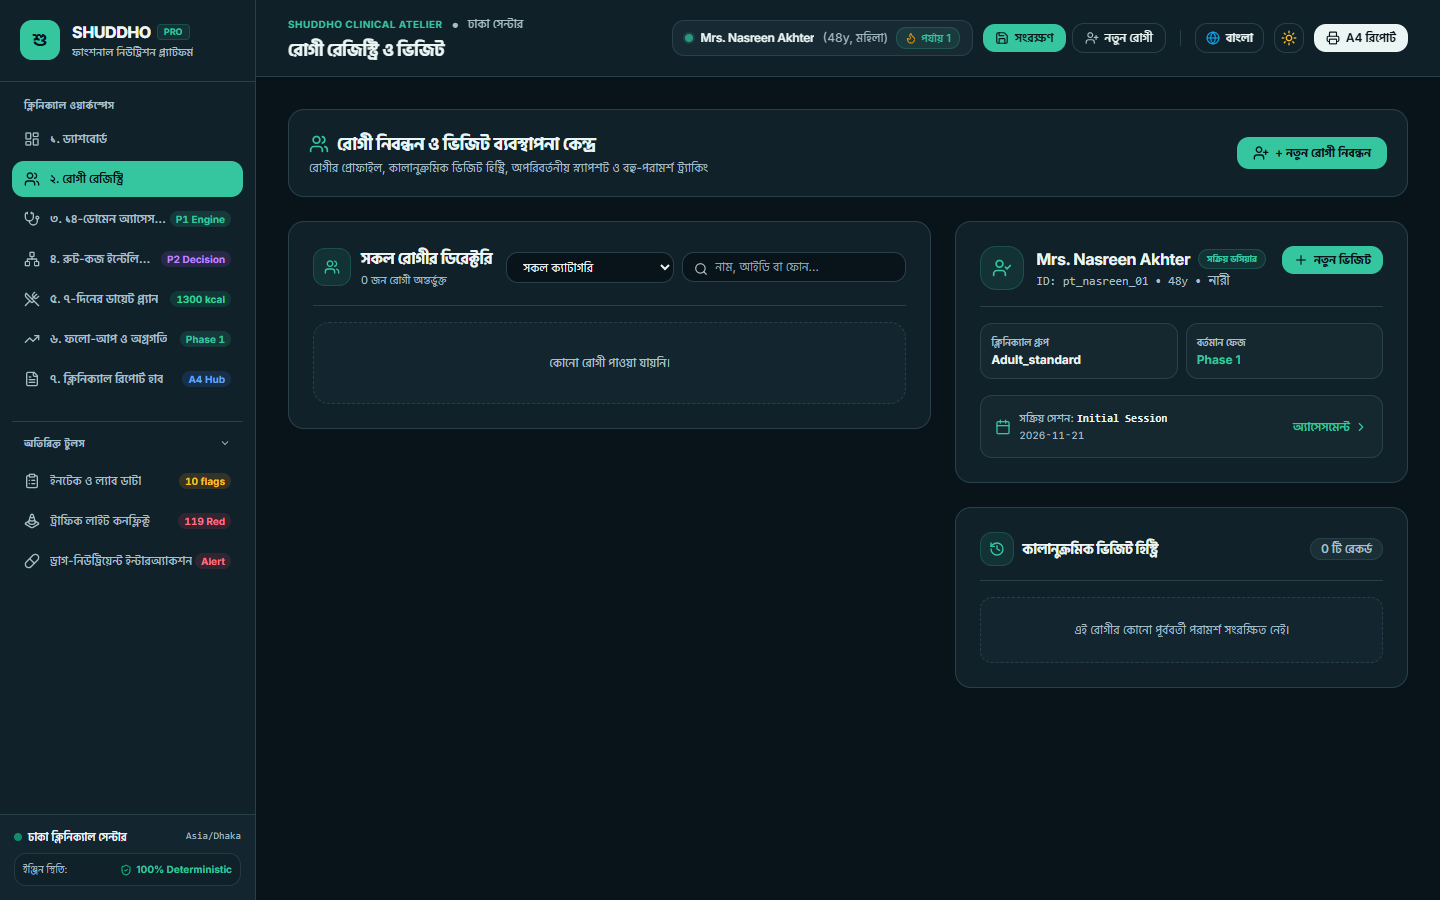 শু
SHUDDHO PRO
ফাংশনাল নিউট্রিশন প্ল্যাটফর্ম
ক্লিনিক্যাল ওয়ার্কস্পেস
১. ড্যাশবোর্ড
২. রোগী রেজিস্ট্রি
৩. ১৪-ডোমেন অ্যাসেস... P1 Engine
৪. রুট-কজ ইন্টেলি... P2 Decision
৫. ৭-দিনের ডায়েট প্ল্যান 1300 kcal
৬. ফলো-আপ ও অগ্রগতি Phase 1
৭. ক্লিনিক্যাল রিপোর্ট হাব A4 Hub
অতিরিক্ত টুলস
ইনটেক ও ল্যাব ডাটা 10 flags
ট্রাফিক লাইট কনফ্লিক্ট 119 Red
ড্রাগ-নিউট্রিয়েন্ট ইন্টারঅ্যাকশন Alert
ঢাকা ক্লিনিক্যাল সেন্টার Asia/Dhaka
ইঞ্জিন স্থিতি: 100% Deterministic
SHUDDHO CLINICAL ATELIER • ঢাকা সেন্টার
রোগী রেজিস্ট্রি ও ভিজিট
Mrs. Nasreen Akhter (48y, মহিলা) পর্যায় 1
সংরক্ষণ
নতুন রোগী
বাংলা
A4 রিপোর্ট
রোগী নিবন্ধন ও ভিজিট ব্যবস্থাপনা কেন্দ্র
রোগীর প্রোফাইল, কালানুক্রমিক ভিজিট হিস্ট্রি, অপরিবর্তনীয় স্ন্যাপশট ও বহু-পরামর্শ ট্র্যাকিং
+ নতুন রোগী নিবন্ধন
সকল রোগীর ডিরেক্টরি
0 জন রোগী অন্তর্ভুক্ত
সকল ক্যাটাগরি
নাম, আইডি বা ফোন...
কোনো রোগী পাওয়া যায়নি।
Mrs. Nasreen Akhter সক্রিয় ডসিয়ার
ID: pt_nasreen_01 • 48y • নারী
নতুন ভিজিট
ক্লিনিক্যাল গ্রুপ
Adult_standard
বর্তমান ফেজ
Phase 1
সক্রিয় সেশন: Initial Session
2026-11-21
অ্যাসেসমেন্ট
কালানুক্রমিক ভিজিট হিস্ট্রি
0 টি রেকর্ড
এই রোগীর কোনো পূর্ববর্তী পরামর্শ সংরক্ষিত নেই।